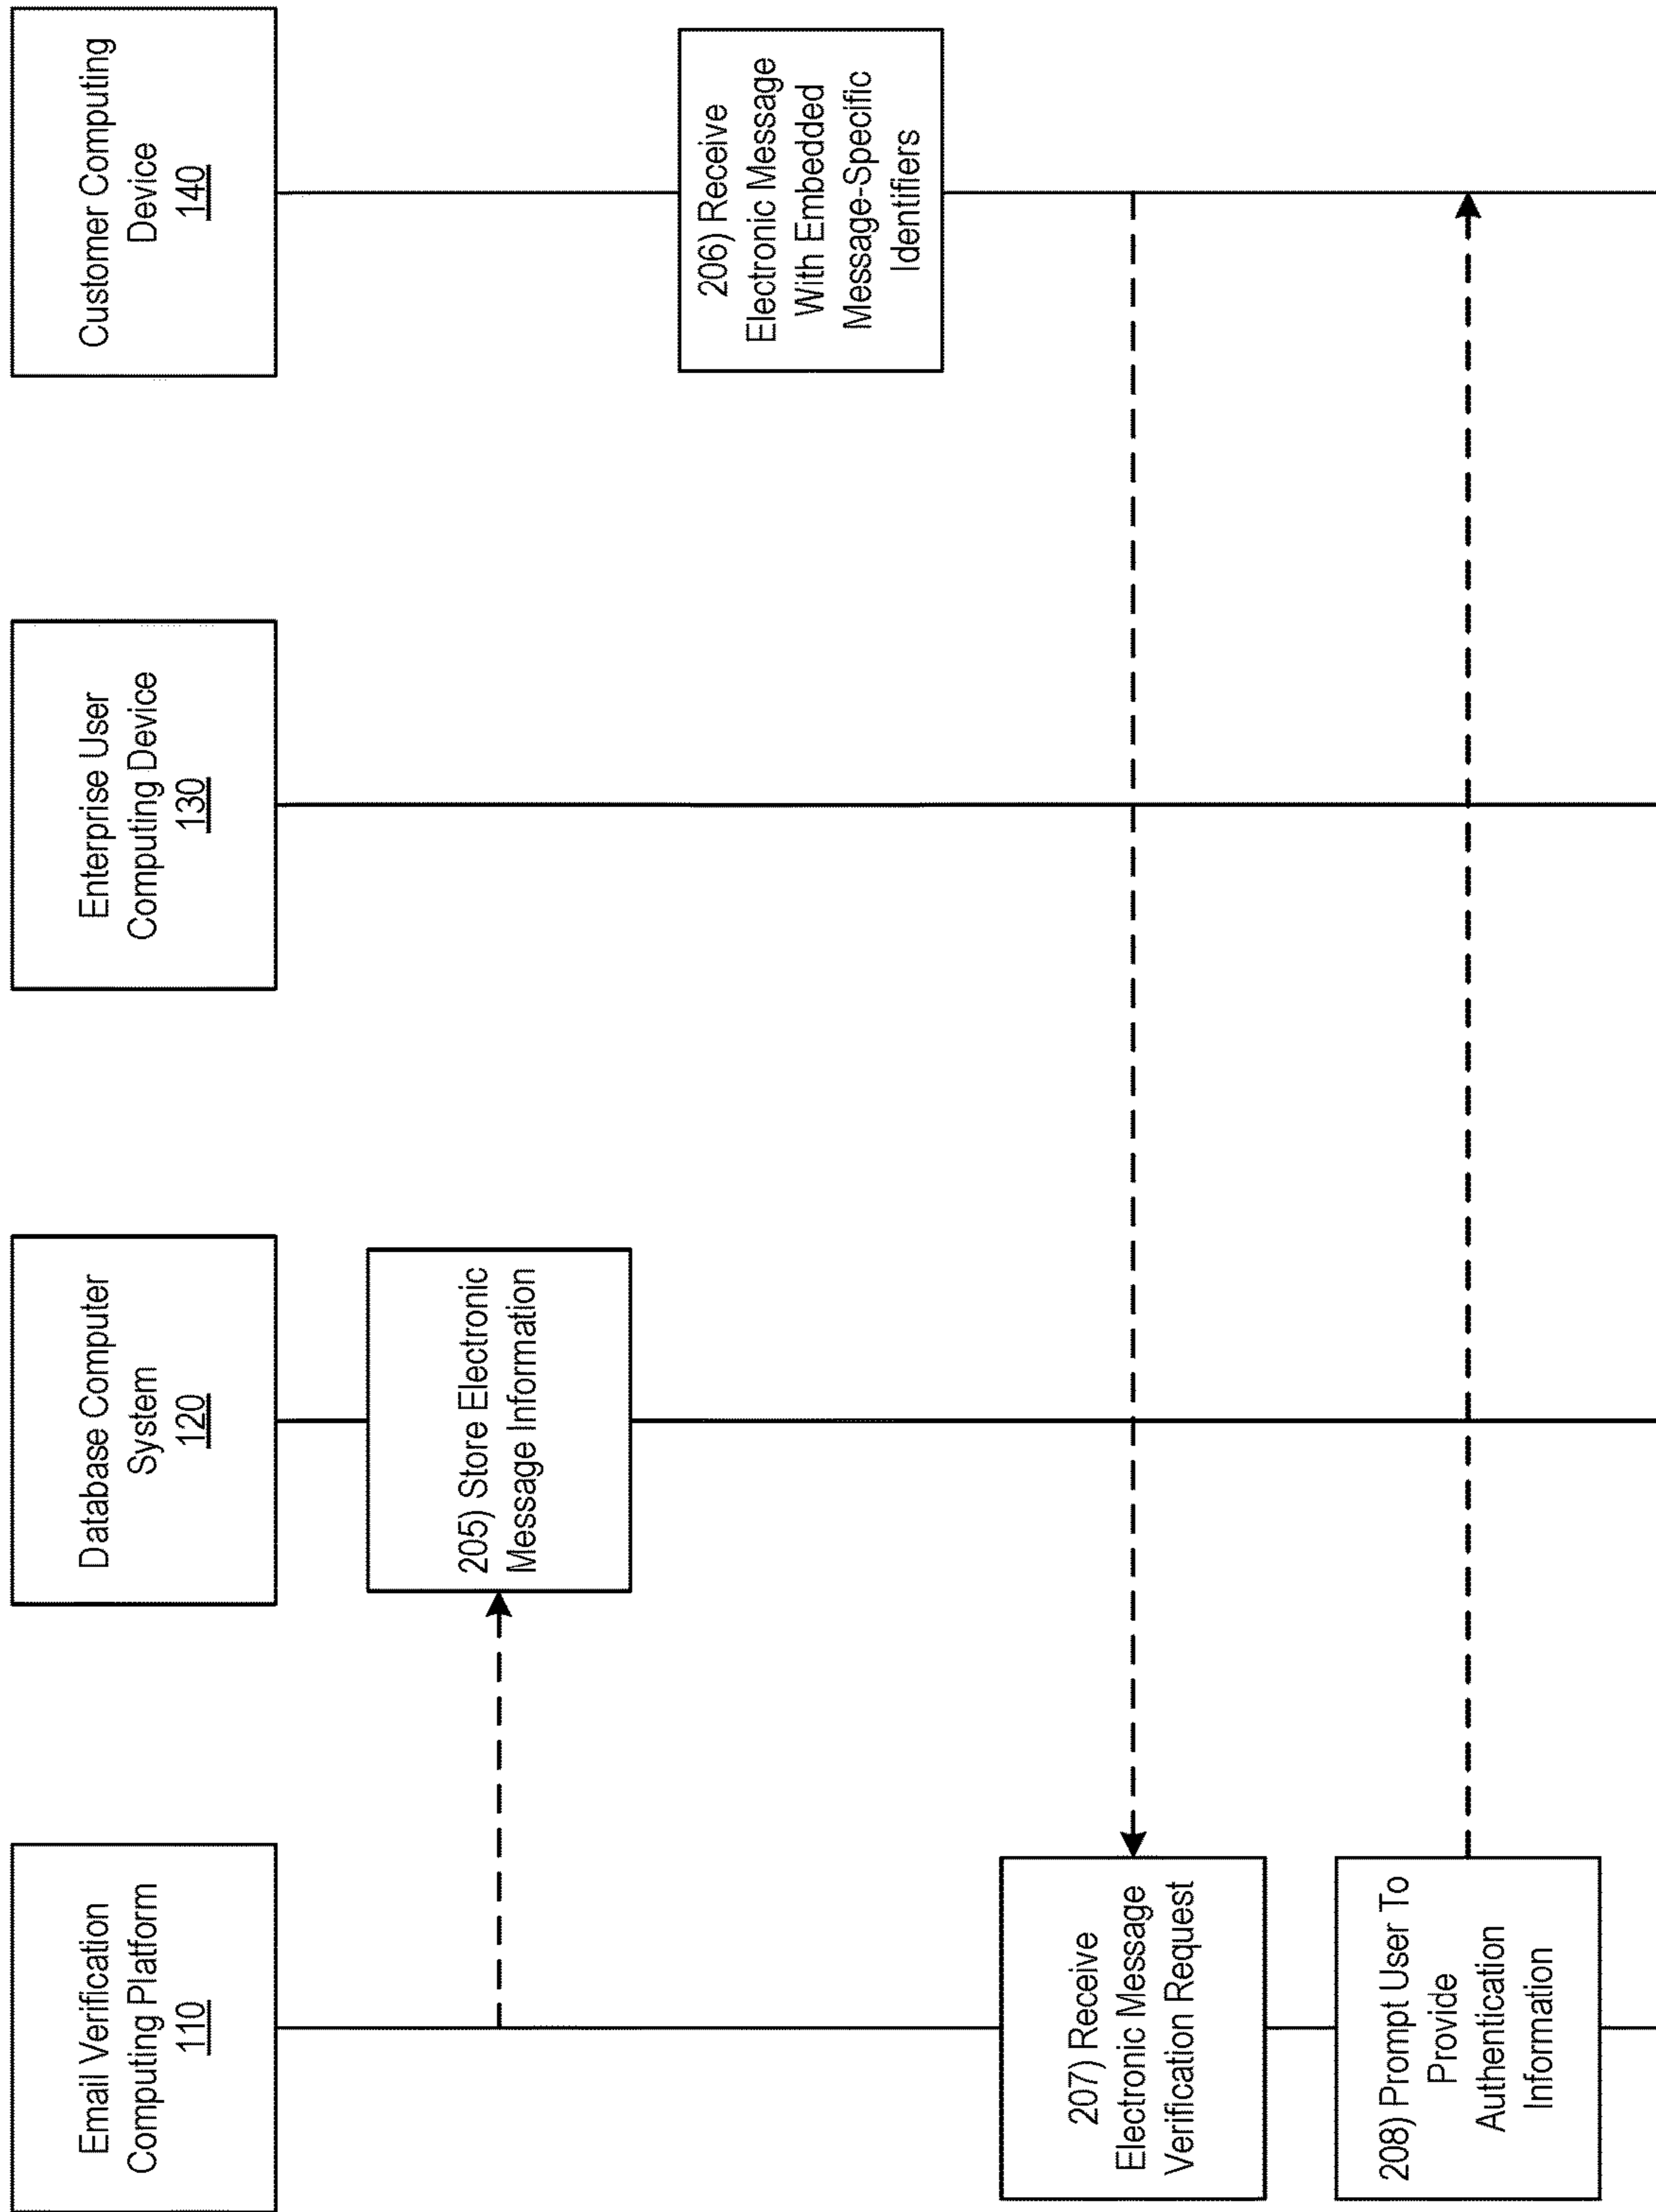 Email Verification
Computing Platform
110
Database Computer
System
120
Enterprise User
Computing Device
130
Customer Computing
Device
140
205) Store Electronic
Message Information
206) Receive
Electronic Message
With Embedded
Message-Specific
Identifiers
207) Receive
Electronic Message
Verification Request
208) Prompt User To
Provide
Authentication
Information